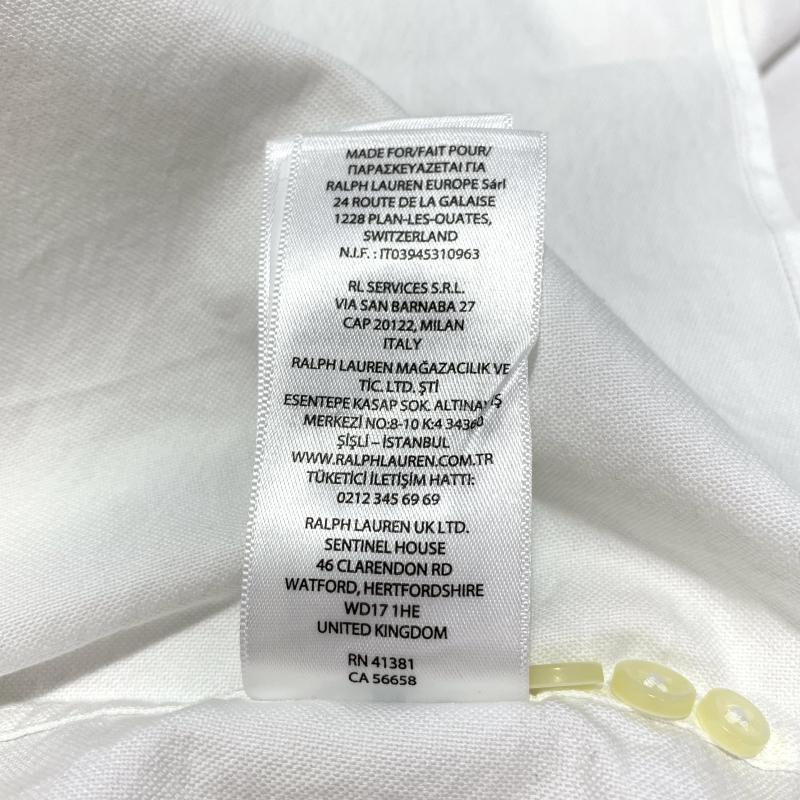 MADE FOR/FAIT POUR/
ΠΑΡΑΣΚΕΥΑΖΕΤΑΙ ΓΙΑ
RALPH LAUREN EUROPE Sárl
24 ROUTE DE LA GALAISE
1228 PLAN-LES-OUATES,
SWITZERLAND
N.I.F. : IT03945310963
RL SERVICES S.R.L.
VIA SAN BARNABA 27
CAP 20122, MILAN
ITALY
RALPH LAUREN MAĞAZACILIK VE
TİC. LTD. ŞTİ
ESENTEPE KASAP SOK.
MERKEZİ NO:8-10 K:4 34360
ŞİŞLİ – İSTANBUL
WWW.RALPHLAUREN.COM.TR
TÜKETİCİ İLETİŞİM HATTI:
0212 345 69 69
RALPH LAUREN UK LTD.
SENTINEL HOUSE
46 CLARENDON RD
WATFORD, HERTFORDSHIRE
WD17 1HE
UNITED KINGDOM
RN 41381
CA 56658